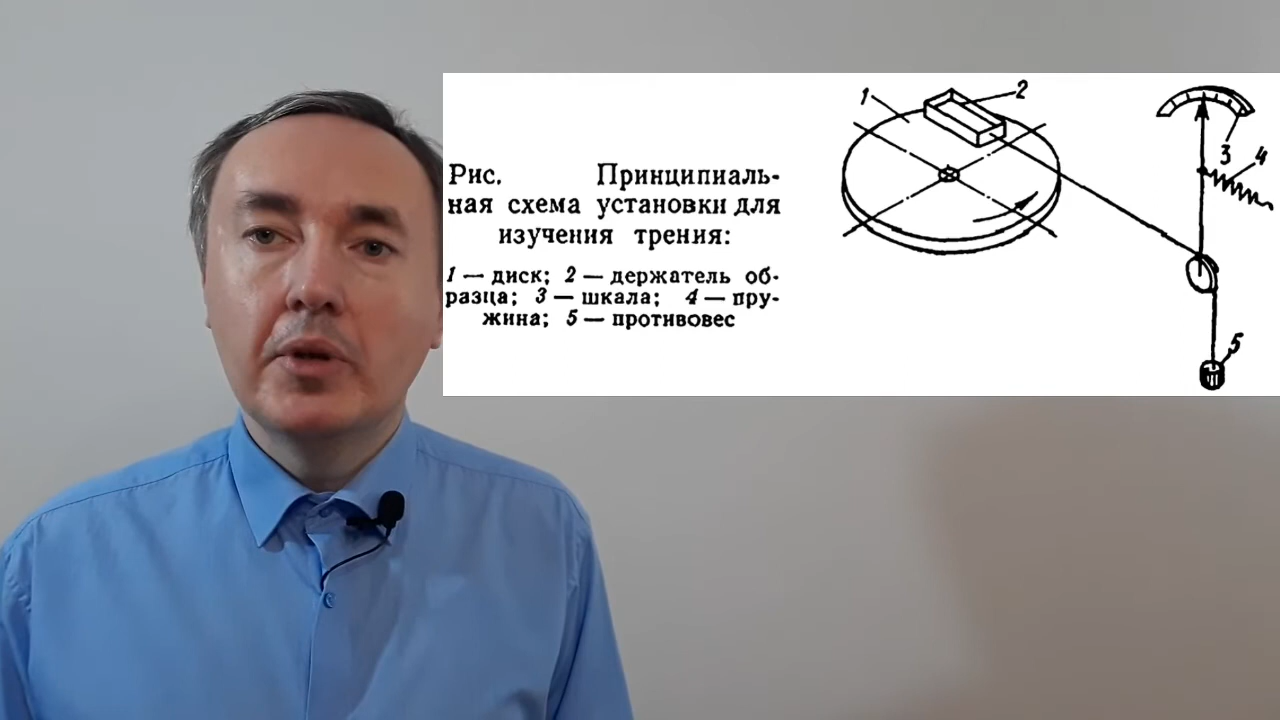 Рис. Принципиаль-
ная схема установки для
изучения трения:
1 — диск; 2 — держатель об-
разца; 3 — шкала; 4 — пру-
жина; 5 — противовес
1
2
3
4
5